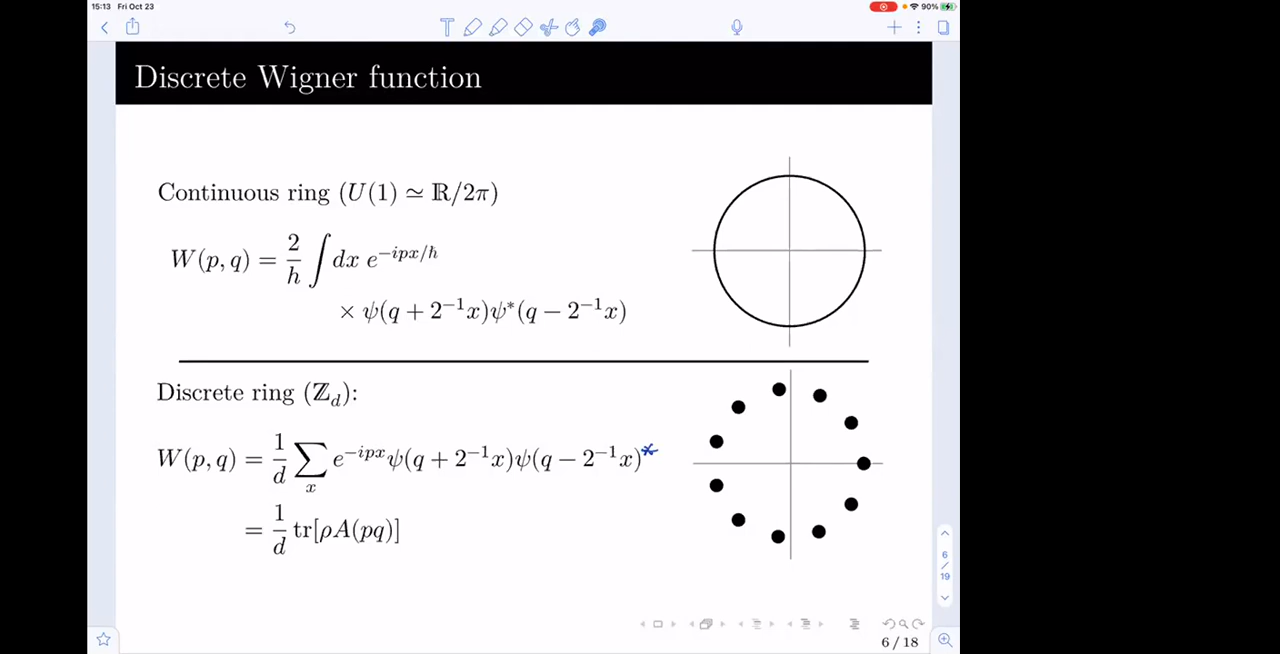 15:13 Fri Oct 23
90%
Discrete Wigner function
Continuous ring (U(1) ≃ ℝ/2π)
W(p, q) = 2/h ∫ dx e^{−ipx/ħ}
× ψ(q + 2^{−1}x)ψ*(q − 2^{−1}x)
Discrete ring (ℤ_d):
W(p, q) = 1/d ∑_x e^{−ipx}ψ(q + 2^{−1}x)ψ(q − 2^{−1}x)*
= 1/d tr[ρA(pq)]
6
/
19
6 / 18